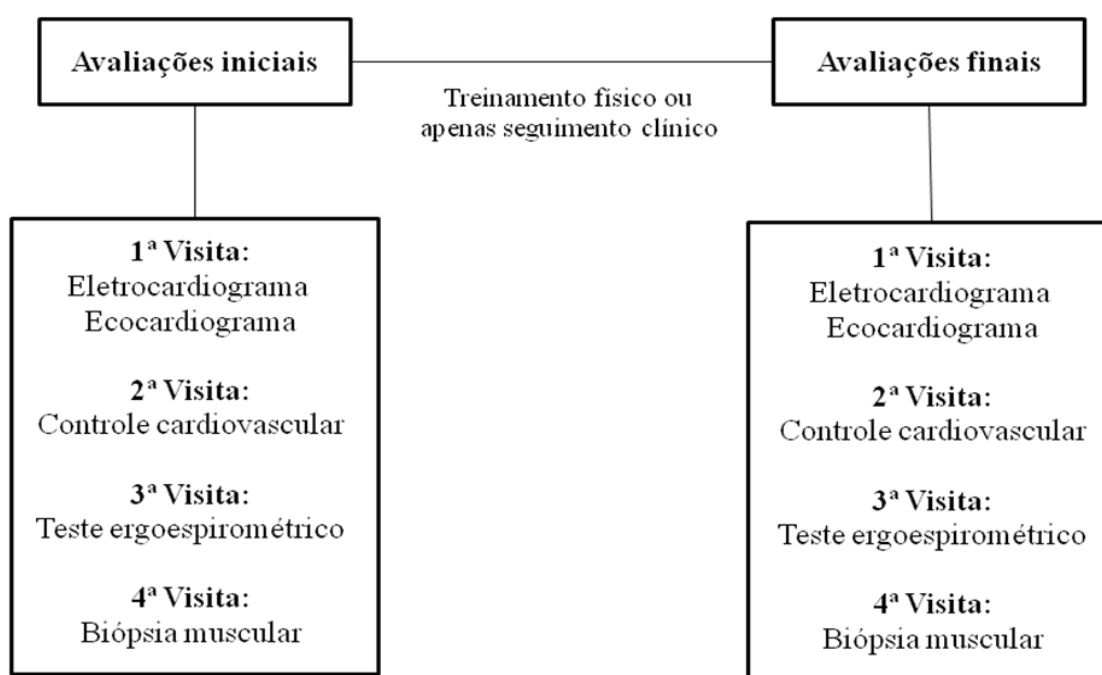 Avaliações iniciais
Avaliações finais
Treinamento físico ou
apenas seguimento clínico
1ª Visita:
Eletrocardiograma
Ecocardiograma
2ª Visita:
Controle cardiovascular
3ª Visita:
Teste ergoespirométrico
4ª Visita:
Biópsia muscular
1ª Visita:
Eletrocardiograma
Ecocardiograma
2ª Visita:
Controle cardiovascular
3ª Visita:
Teste ergoespirométrico
4ª Visita:
Biópsia muscular